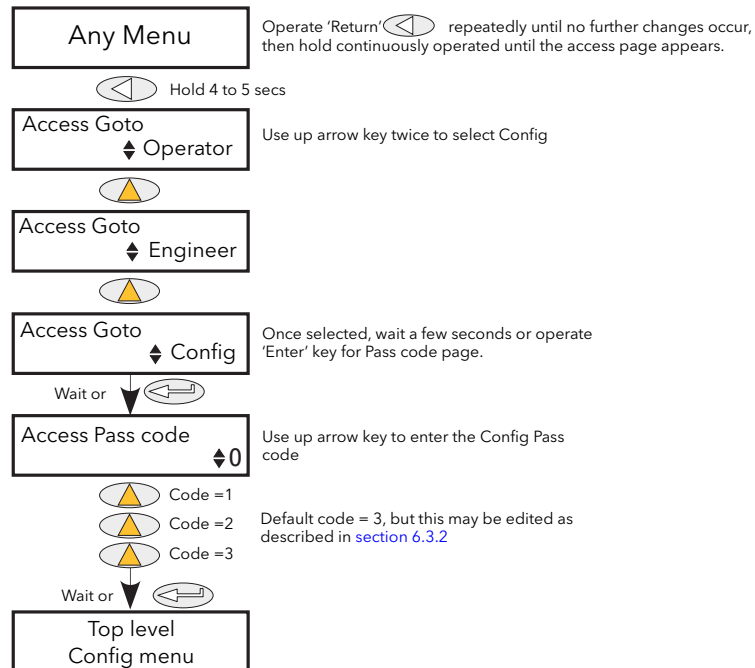 Any Menu
Operate ‘Return’ repeatedly until no further changes occur,
then hold continuously operated until the access page appears.
Hold 4 to 5 secs
Access Goto
Operator
Use up arrow key twice to select Config
Access Goto
Engineer
Access Goto
Config
Once selected, wait a few seconds or operate
‘Enter’ key for Pass code page.
Wait or
Access Pass code
0
Use up arrow key to enter the Config Pass
code
Code =1
Code =2
Code =3
Default code = 3, but this may be edited as
described in section 6.3.2
Wait or
Top level
Config menu